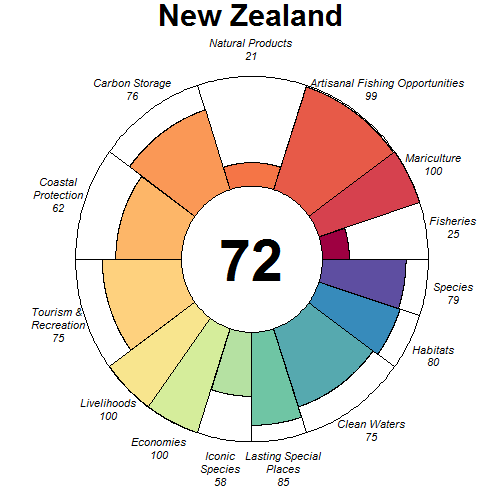 New Zealand
Natural Products
21
Carbon Storage
76
Artisanal Fishing Opportunities
99
Mariculture
100
Coastal
Protection
62
Fisheries
25
72
Species
79
Tourism &
Recreation
75
Habitats
80
Livelihoods
100
Clean Waters
75
Economies
100
Iconic
Species
58
Lasting Special
Places
85